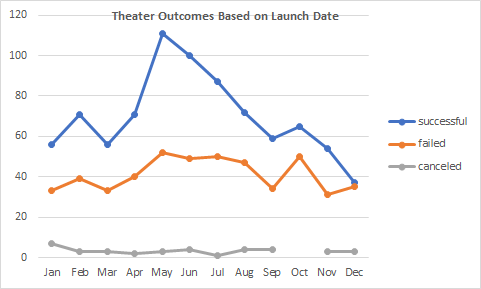 Theater Outcomes Based on Launch Date
120
100
80
60
40
20
0
Jan Feb Mar Apr May Jun Jul Aug Sep Oct Nov Dec
successful
failed
canceled